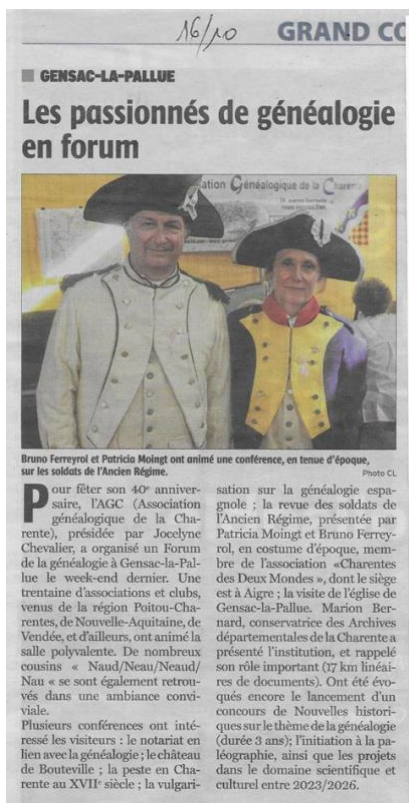 16/10
GRAND CO
GENSAC-LA-PALLUE
Les passionnés de généalogie
en forum
ation Généalogique de la Charen
Bruno Ferreyrol et Patricia Moingt ont animé une conférence, en tenue d'époque,
sur les soldats de l'Ancien Régime.
Photo CL
Pour fêter son 40e anniver-
saire, l'AGC (Association
généalogique de la Cha-
rente), présidée par Jocelyne
Chevalier, a organisé un Forum
de la généalogie à Gensac-la-Pal-
lue le week-end dernier. Une
trentaine d'associations et clubs,
venus de la région Poitou-Cha-
rentes, de Nouvelle-Aquitaine, de
Vendée, et d'ailleurs, ont animé la
salle polyvalente. De nombreux
cousins « Naud/Neau/Neaud/
Nau « se sont également retrou-
vés dans une ambiance convi-
viale.
Plusieurs conférences ont inté-
ressé les visiteurs : le notariat en
lien avec la généalogie ; le château
de Bouteville ; la peste en Cha-
rente au XVIIe siècle ; la vulgari-
sation sur la généalogie espa-
gnole ; la revue des soldats de
l'Ancien Régime, présentée par
Patricia Moingt et Bruno Ferrey-
rol, en costume d'époque, mem-
bre de l'association «Charentes
des Deux Mondes », dont le siège
est à Aigre ; la visite de l'église de
Gensac-la-Pallue. Marion Ber-
nard, conservatrice des Archives
départementales de la Charente a
présenté l'institution, et rappelé
son rôle important (17 km linéai-
res de documents). Ont été évo-
qués encore le lancement d'un
concours de Nouvelles histori-
ques sur le thème de la généalogie
(durée 3 ans); l'initiation à la pa-
léographie, ainsi que les projets
dans le domaine scientifique et
culturel entre 2023/2026.